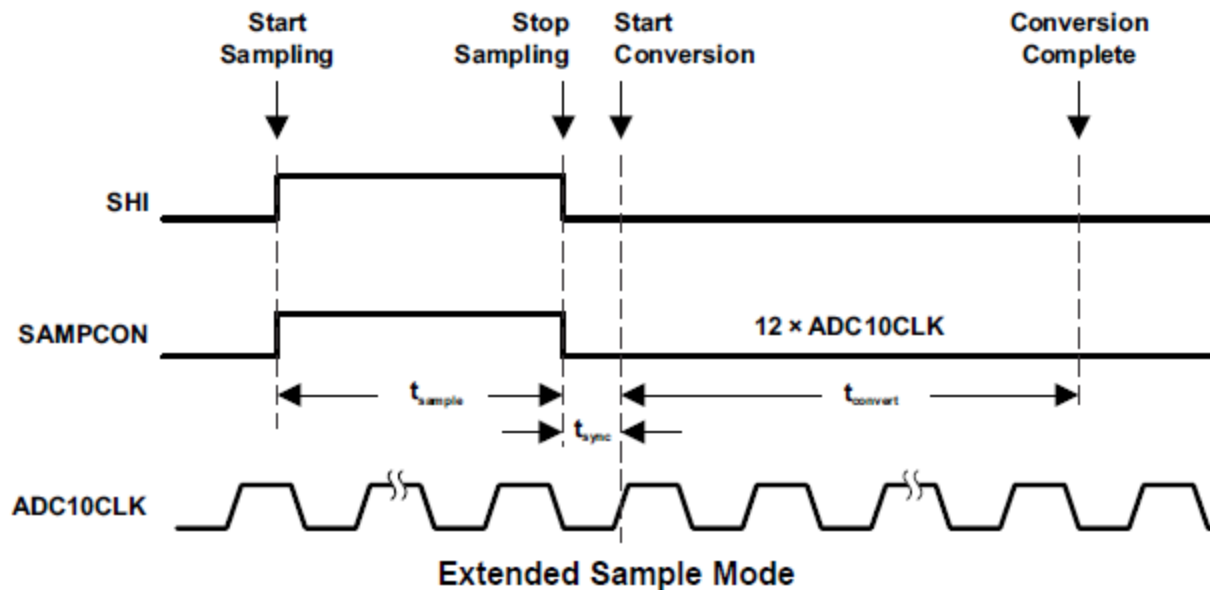 Start Sampling
Stop Sampling
Start Conversion
Conversion Complete
SHI
SAMPCON
12 × ADC10CLK
tsample
tconvert
tsync
ADC10CLK
Extended Sample Mode